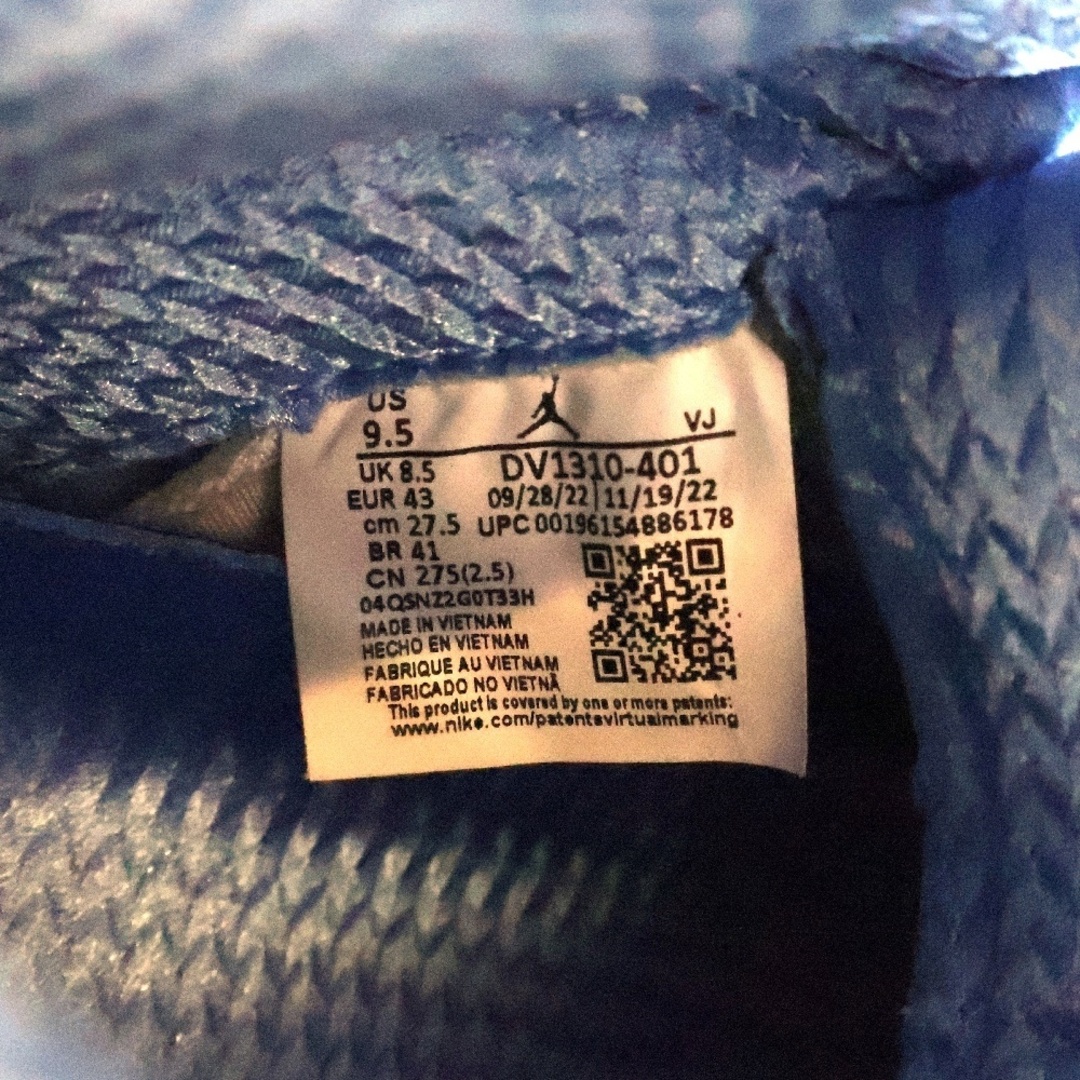 US
9.5 VJ
UK 8.5 DV1310-401
EUR 43 09/28/22 11/19/22
cm 27.5 UPC 00196154886178
BR 41
CN 275(2.5)
04QSNZ2G0T33H
MADE IN VIETNAM
HECHO EN VIETNAM
FABRIQUE AU VIETNAM
FABRICADO NO VIETNÃ
This product is covered by one or more patents:
www.nike.com/patentsvirtualmarking